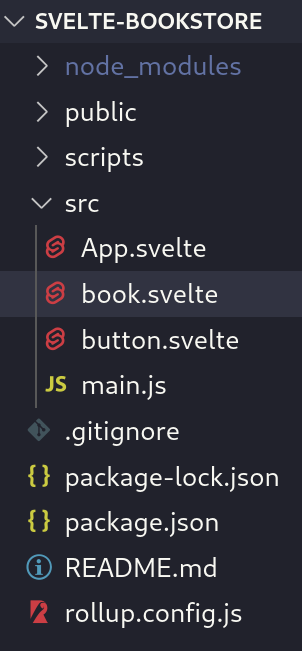 SVELTE-BOOKSTORE
node_modules
public
scripts
src
App.svelte
book.svelte
button.svelte
JS main.js
.gitignore
{} package-lock.json
{} package.json
README.md
rollup.config.js